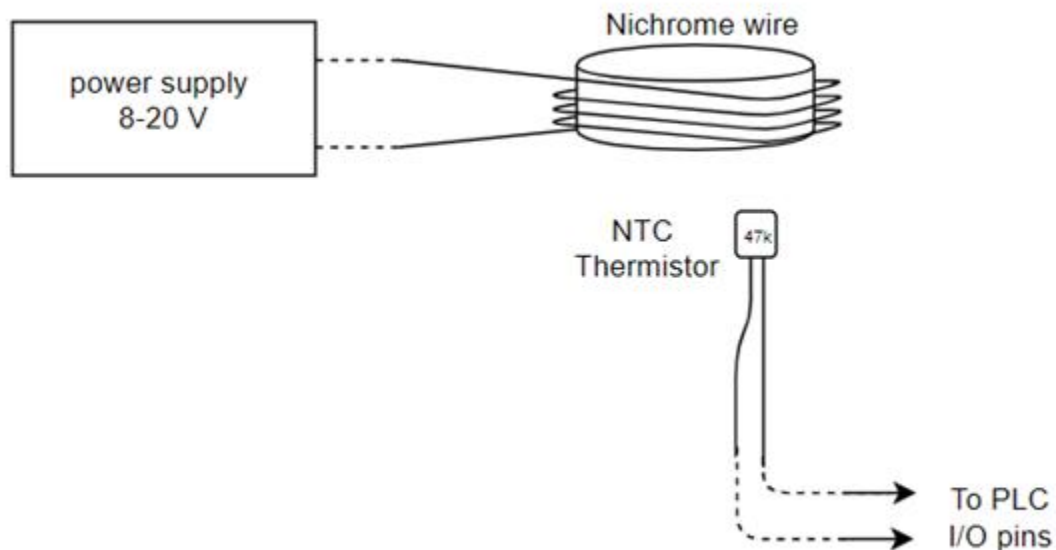 Nichrome wire
power supply
8-20 V
NTC
Thermistor
47k
To PLC
I/O pins